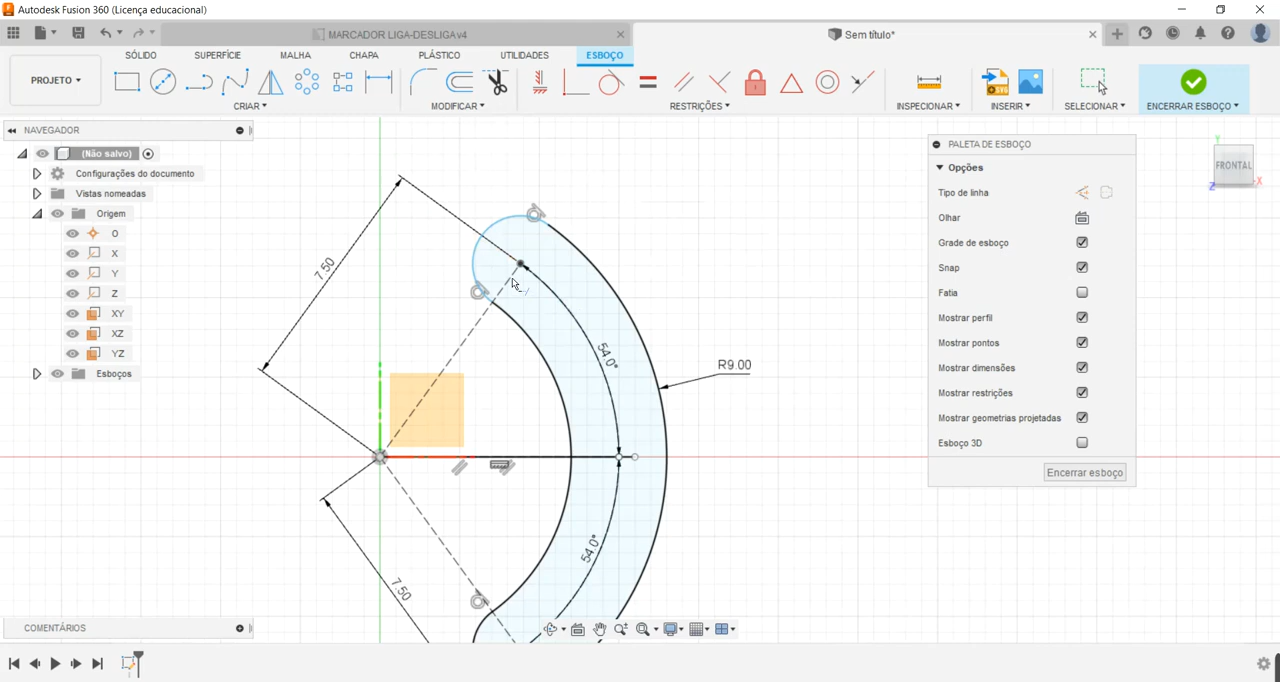 Autodesk Fusion 360 (Licença educacional)
MARCADOR LIGA-DESLIGA v4
Sem título*
PROJETO
SÓLIDO
SUPERFÍCIE
MALHA
CHAPA
PLÁSTICO
UTILIDADES
ESBOÇO
CRIAR
MODIFICAR
RESTRIÇÕES
INSPECIONAR
INSERIR
SELECIONAR
ENCERRAR ESBOÇO
NAVEGADOR
(Não salvo)
Configurações do documento
Vistas nomeadas
Origem
O
X
Y
Z
XY
XZ
YZ
Esboços
7.50
54.0°
R9.00
54.0°
7.50
PALETA DE ESBOÇO
Opções
Tipo de linha
Olhar
Grade de esboço
Snap
Fatia
Mostrar perfil
Mostrar pontos
Mostrar dimensões
Mostrar restrições
Mostrar geometrias projetadas
Esboço 3D
Encerrar esboço
Y
FRONTAL
X
Z
COMENTÁRIOS